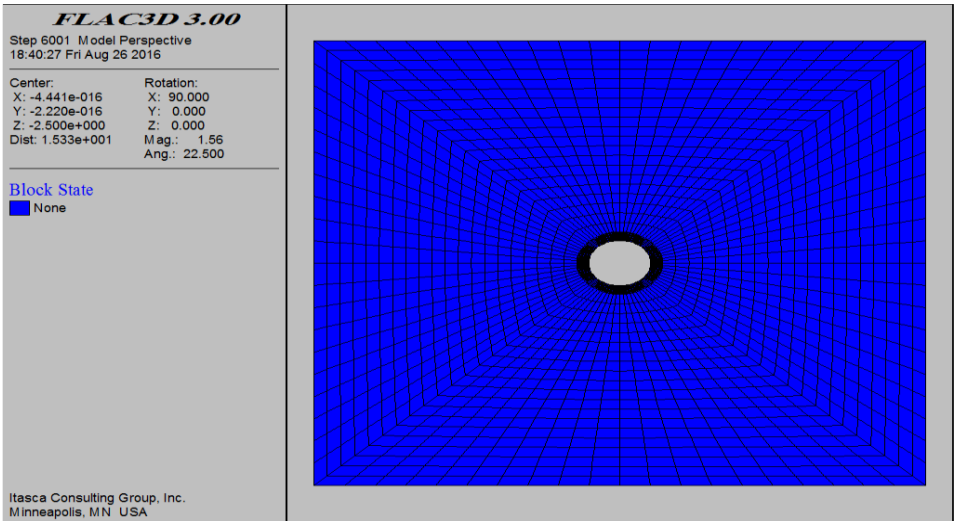 FLAC3D 3.00
Step 6001 Model Perspective
18:40:27 Fri Aug 26 2016
Center:
X: -4.441e-016
Y: -2.220e-016
Z: -2.500e+000
Dist: 1.533e+001
Rotation:
X: 90.000
Y: 0.000
Z: 0.000
Mag.: 1.56
Ang.: 22.500
Block State
None
Itasca Consulting Group, Inc.
Minneapolis, MN USA